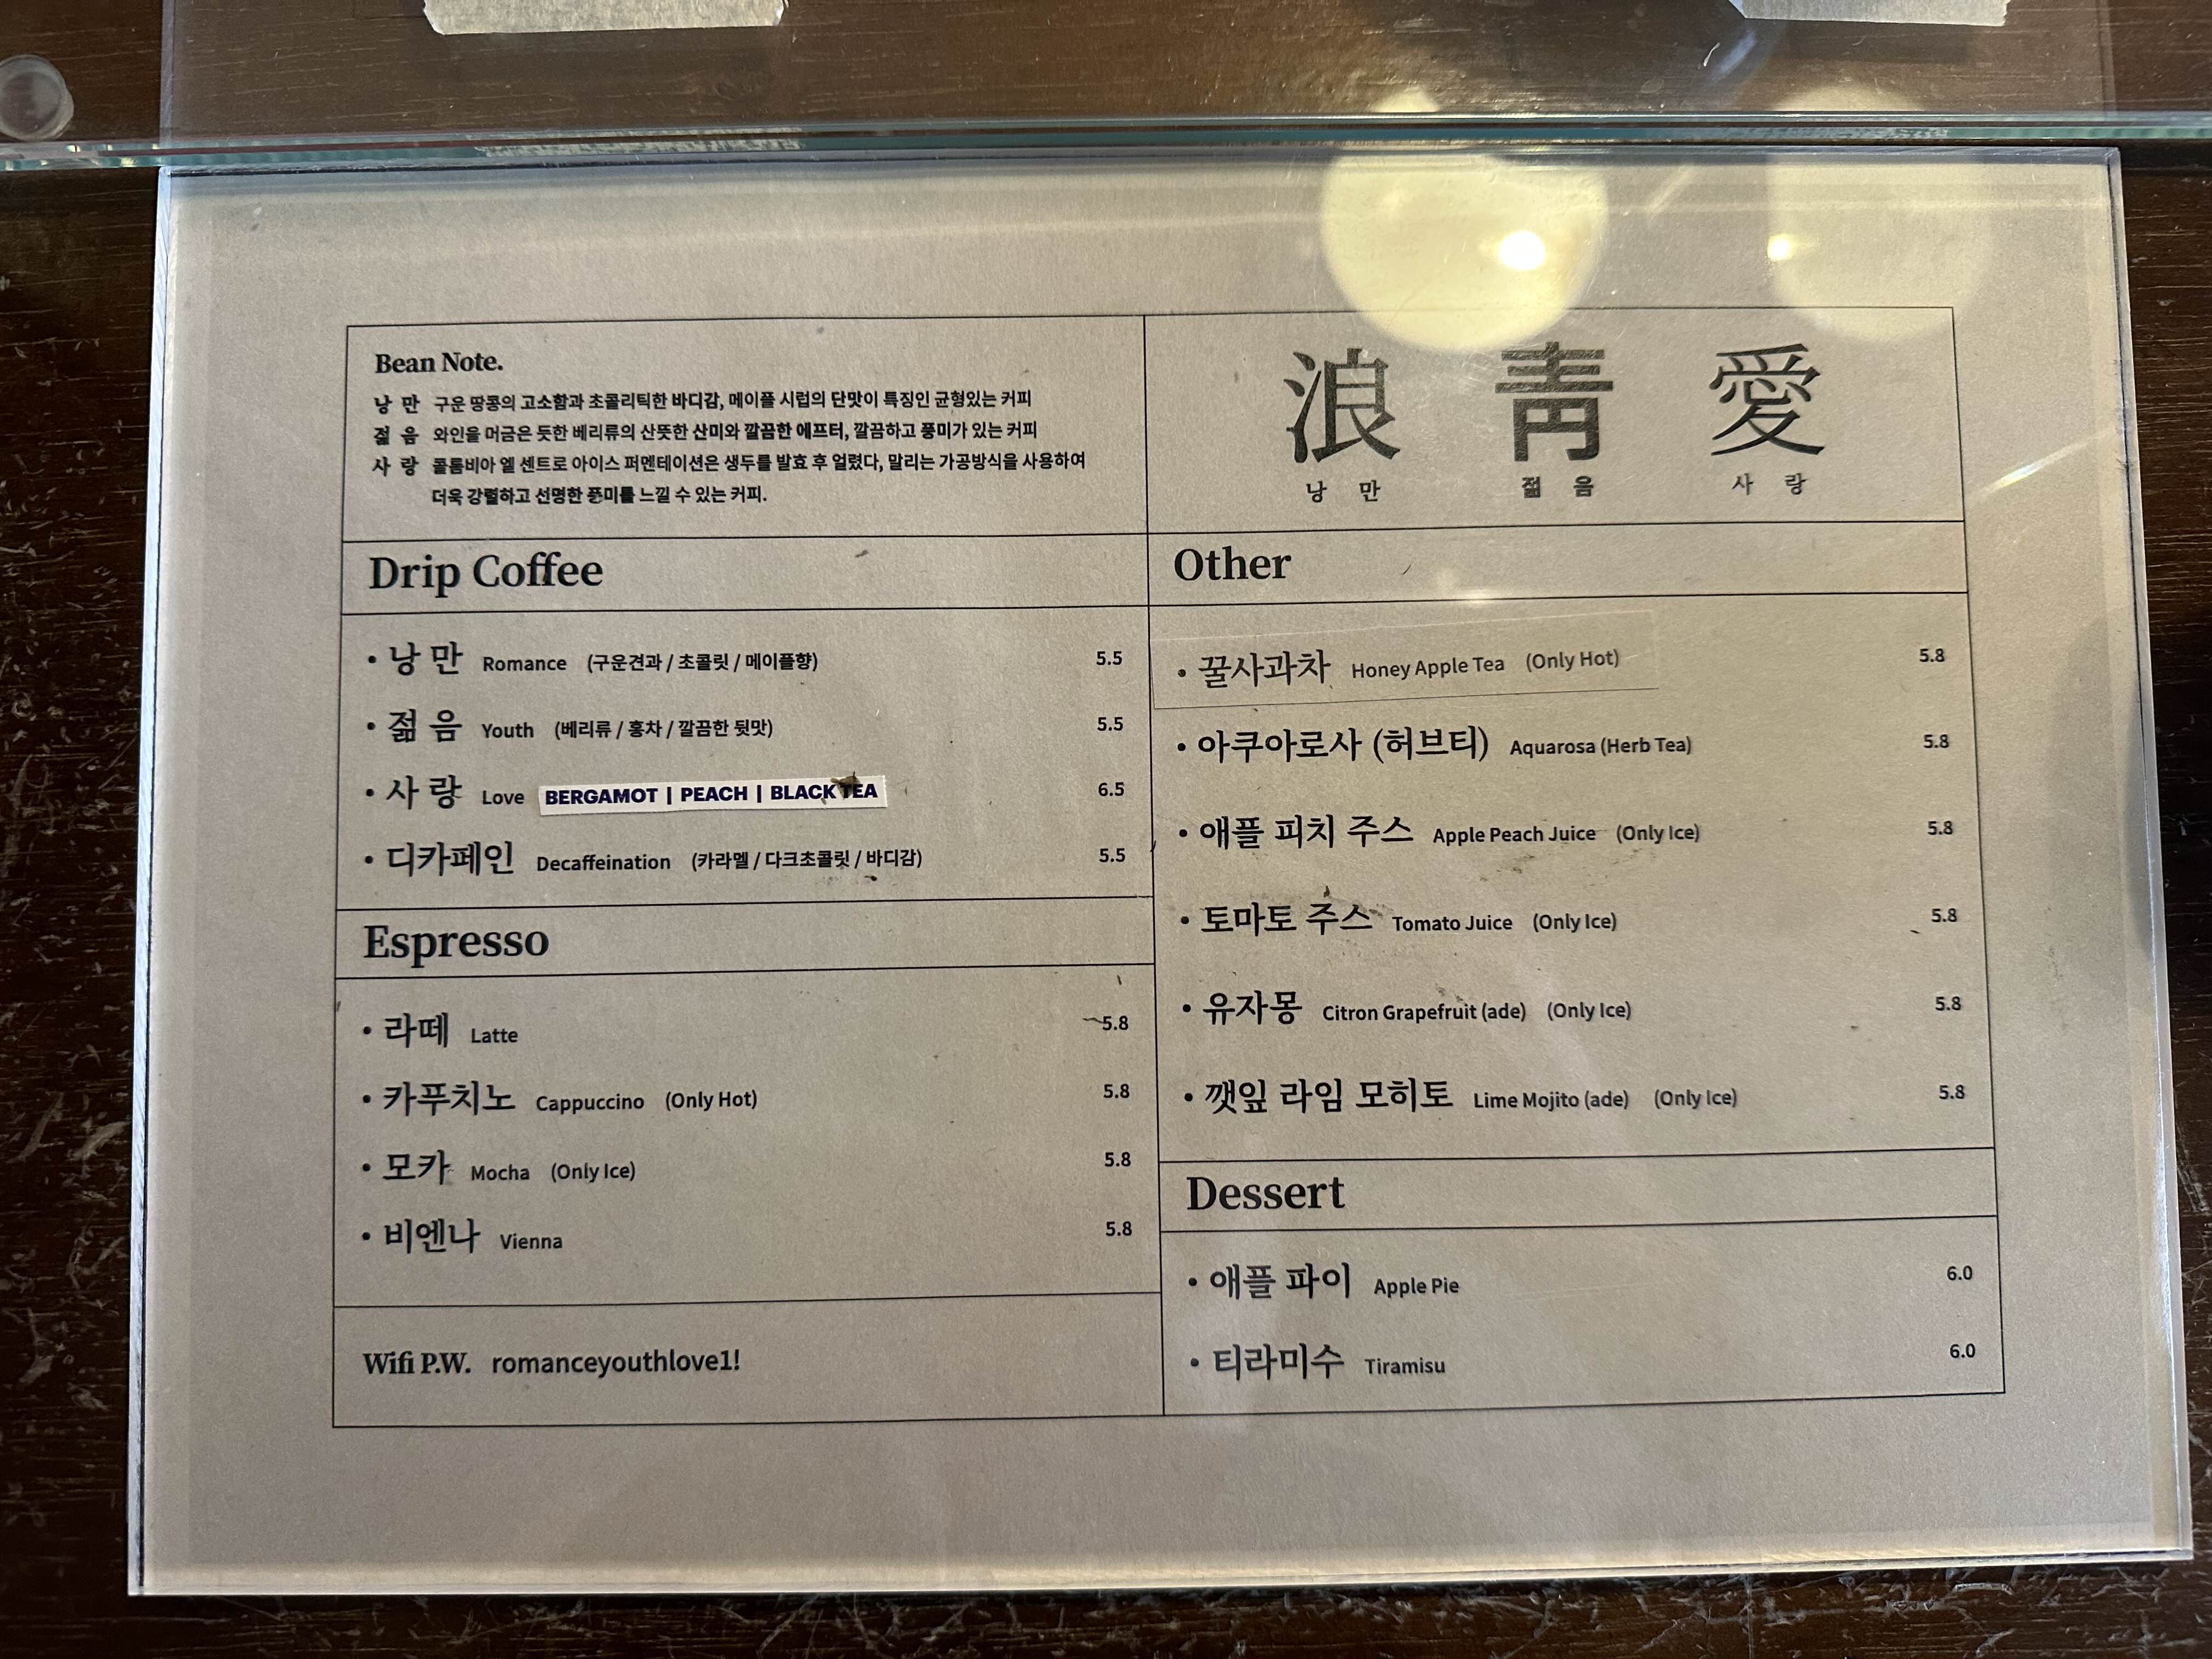 Bean Note.
낭 만 구운 땅콩의 고소함과 초콜리틱한 바디감, 메이플 시럽의 단맛이 특징인 균형있는 커피
젊 음 와인을 머금은 듯한 베리류의 산뜻한 산미와 깔끔한 에프터, 깔끔하고 풍미가 있는 커피
사 랑 콜롬비아 엘 센트로 아이스 퍼멘테이션은 생두를 발효 후 얼렸다, 말리는 가공방식을 사용하여
더욱 강렬하고 선명한 풍미를 느낄 수 있는 커피.
浪 靑 愛
낭 만 젊 음 사 랑
Drip Coffee
• 낭 만 Romance (구운견과 / 초콜릿 / 메이플향) 5.5
• 젊 음 Youth (베리류 / 홍차 / 깔끔한 뒷맛) 5.5
• 사 랑 Love BERGAMOT | PEACH | BLACK TEA 6.5
• 디카페인 Decaffeination (카라멜 / 다크초콜릿 / 바디감) 5.5
Espresso
• 라떼 Latte 5.8
• 카푸치노 Cappuccino (Only Hot) 5.8
• 모카 Mocha (Only Ice) 5.8
• 비엔나 Vienna 5.8
Wifi P.W. romanceyouthlove1!
Other
• 꿀사과차 Honey Apple Tea (Only Hot) 5.8
• 아쿠아로사 (허브티) Aquarosa (Herb Tea) 5.8
• 애플 피치 주스 Apple Peach Juice (Only Ice) 5.8
• 토마토 주스 Tomato Juice (Only Ice) 5.8
• 유자몽 Citron Grapefruit (ade) (Only Ice) 5.8
• 깻잎 라임 모히토 Lime Mojito (ade) (Only Ice) 5.8
Dessert
• 애플 파이 Apple Pie 6.0
• 티라미수 Tiramisu 6.0